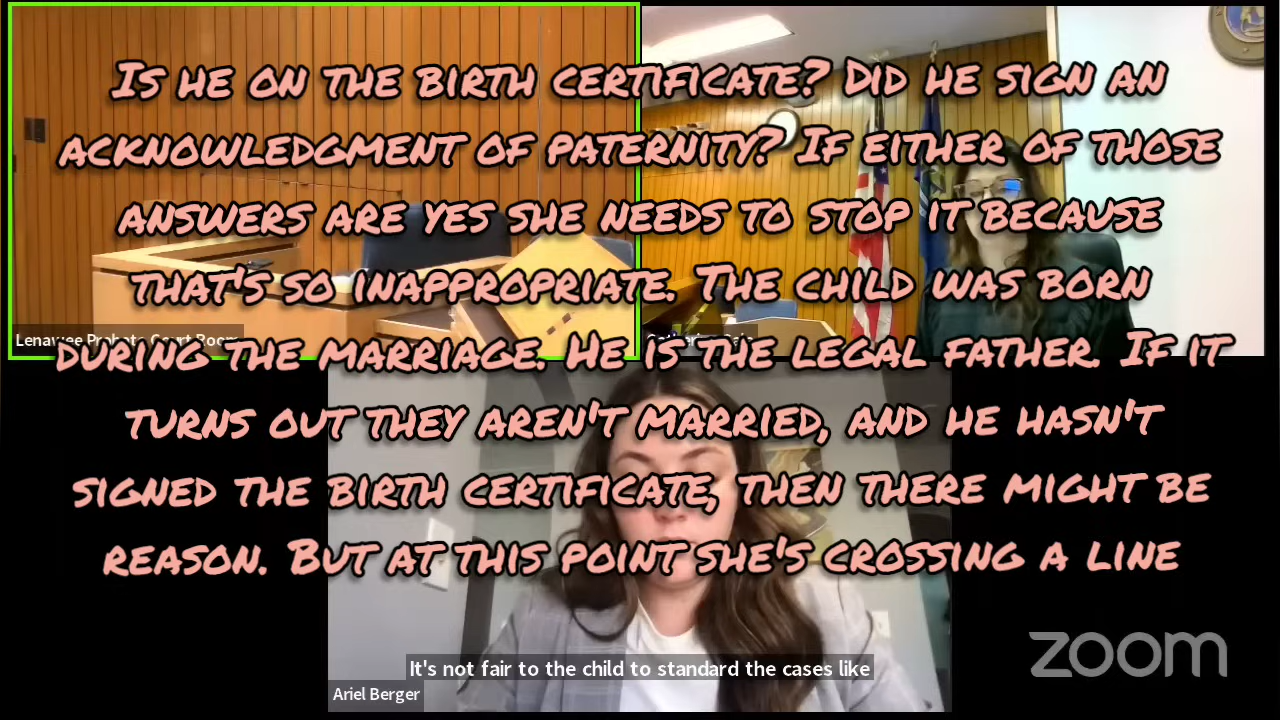 Is he on the birth certificate? Did he sign an
acknowledgment of paternity? If either of those
answers are yes she needs to stop it because
that's so inappropriate. The child was born
during the marriage. He is the legal father. If it
turns out they aren't married, and he hasn't
signed the birth certificate, then there might be
reason. But at this point she's crossing a line
Lenawee Probate Court Room
zoom
It's not fair to the child to standard the cases like
Ariel Berger